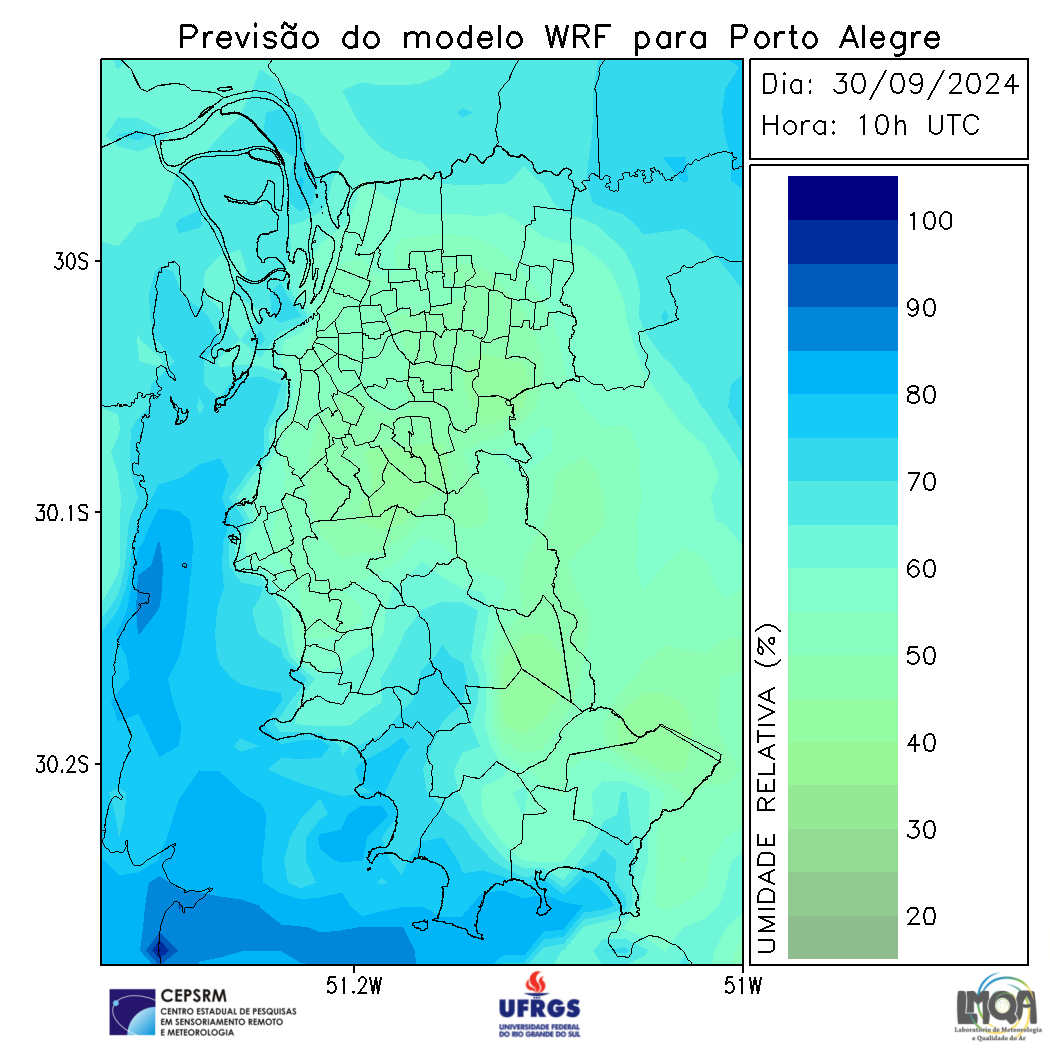 Previsão do modelo WRF para Porto Alegre
Dia: 30/09/2024
Hora: 10h UTC
100
90
80
70
60
50
40
30
20
UMIDADE RELATIVA (%)
30S
30.1S
30.2S
51.2W
51W
CEPSRM
CENTRO ESTADUAL DE PESQUISAS
EM SENSORIAMENTO REMOTO
E METEOROLOGIA
UFRGS
UNIVERSIDADE FEDERAL
DO RIO GRANDE DO SUL
LMQA
Laboratório de Meteorologia
e Qualidade do Ar